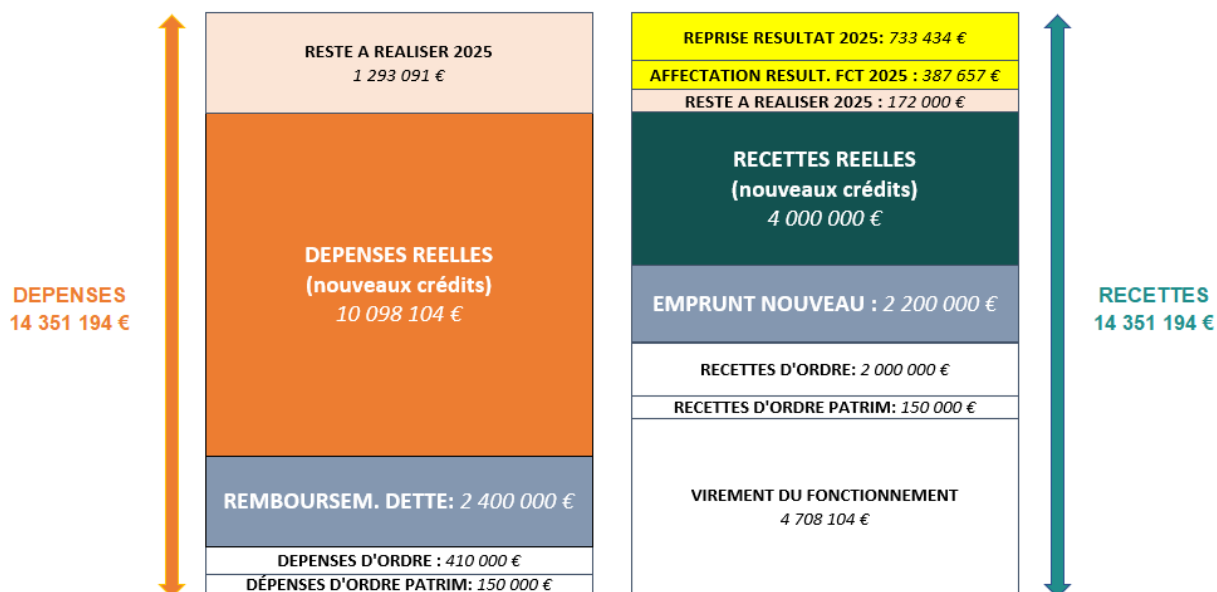 DEPENSES
14 351 194 €
RESTE A REALISER 2025
1 293 091 €
DEPENSES REELLES
(nouveaux crédits)
10 098 104 €
REMBOURSEM. DETTE: 2 400 000 €
DEPENSES D'ORDRE : 410 000 €
DÉPENSES D'ORDRE PATRIM: 150 000 €
REPRISE RESULTAT 2025: 733 434 €
AFFECTATION RESULT. FCT 2025 : 387 657 €
RESTE A REALISER 2025 : 172 000 €
RECETTES REELLES
(nouveaux crédits)
4 000 000 €
EMPRUNT NOUVEAU : 2 200 000 €
RECETTES D'ORDRE: 2 000 000 €
RECETTES D'ORDRE PATRIM: 150 000 €
VIREMENT DU FONCTIONNEMENT
4 708 104 €
RECETTES
14 351 194 €